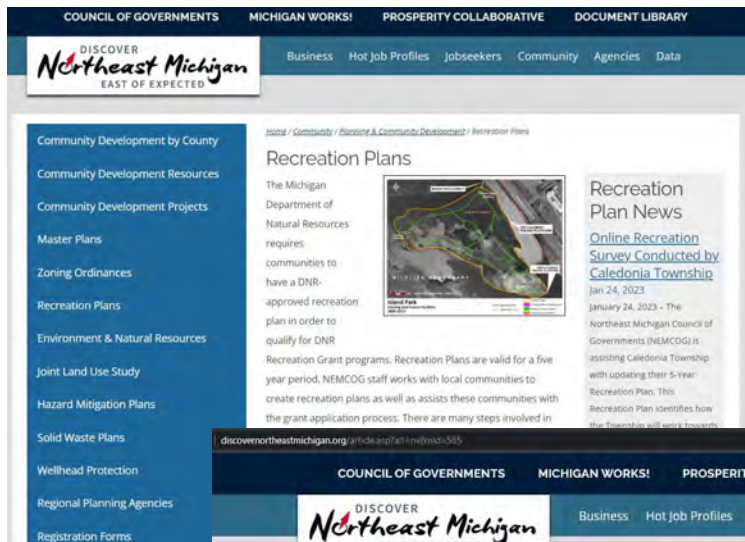 COUNCIL OF GOVERNMENTS MICHIGAN WORKS! PROSPERITY COLLABORATIVE DOCUMENT LIBRARY
DISCOVER
Northeast Michigan
EAST OF EXPECTED
Business Hot Job Profiles Jobseekers Community Agencies Data
Community Development by County
Community Development Resources
Community Development Projects
Master Plans
Zoning Ordinances
Recreation Plans
Environment & Natural Resources
Joint Land Use Study
Hazard Mitigation Plans
Solid Waste Plans
Wellhead Protection
Regional Planning Agencies
Registration Forms
Home / Community / Planning & Community Development / Recreation Plans
Recreation Plans
The Michigan
Department of
Natural Resources
requires
communities to
have a DNR-
approved recreation
plan in order to
qualify for DNR
Recreation Grant programs. Recreation Plans are valid for a five
year period. NEMCOG staff works with local communities to
create recreation plans as well as assists these communities with
the grant application process. There are many steps involved in
Island Park
Recreation
Plan News
Online Recreation
Survey Conducted by
Caledonia Township
Jan 24, 2023
January 24, 2023 – The
Northeast Michigan Council of
Governments (NEMCOG) is
assisting Caledonia Township
with updating their 5-Year
Recreation Plan. This
Recreation Plan identifies how
the Township will work towards
discovernortheastmichigan.org
COUNCIL OF GOVERNMENTS MICHIGAN WORKS! PROSPERIT
DISCOVER
Northeast Michigan
Business Hot Job Profiles